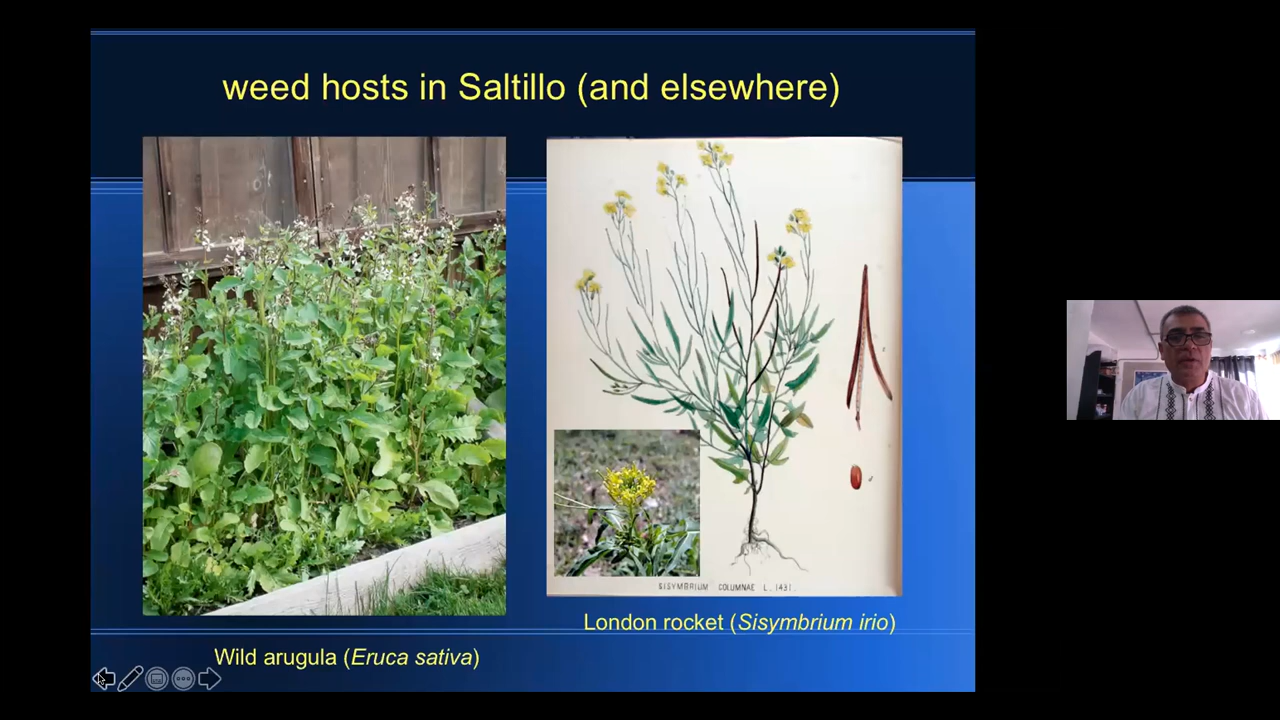 weed hosts in Saltillo (and elsewhere)
SISYMBRIUM COLUMNAE L. 1431.
London rocket (Sisymbrium irio)
Wild arugula (Eruca sativa)